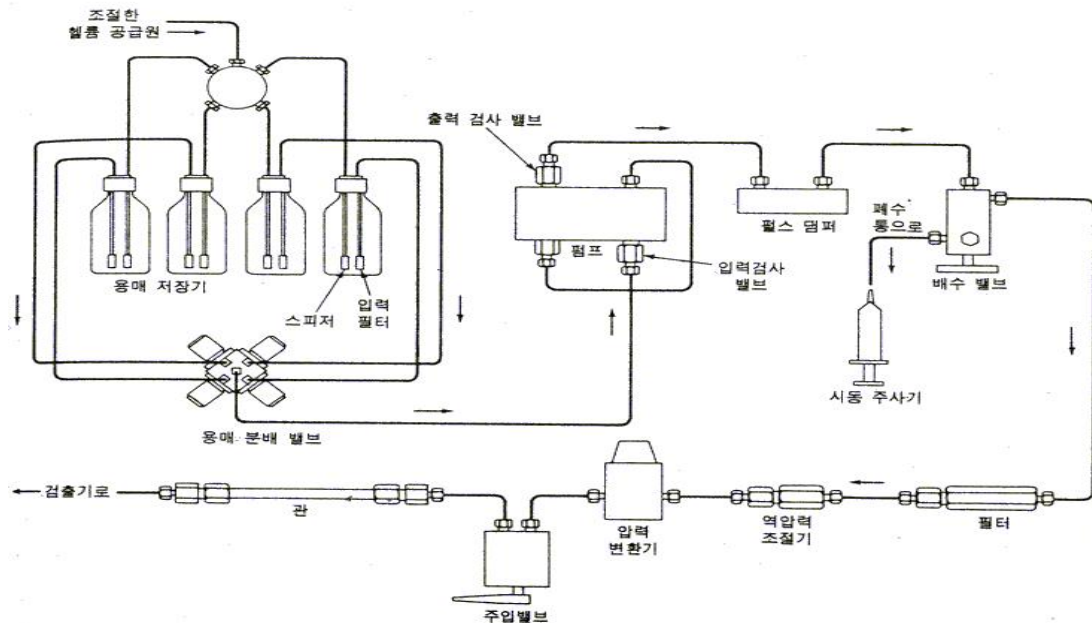 조절한
헬륨 공급원
출력 검사 밸브
펄스 댐퍼
폐수
통으로
펌프
입력검사
밸브
배수 밸브
용매 저장기
스피저
입력
필터
시동 주사기
용매 분배 밸브
검출기로
관
압력
변환기
역압력
조절기
필터
주입밸브